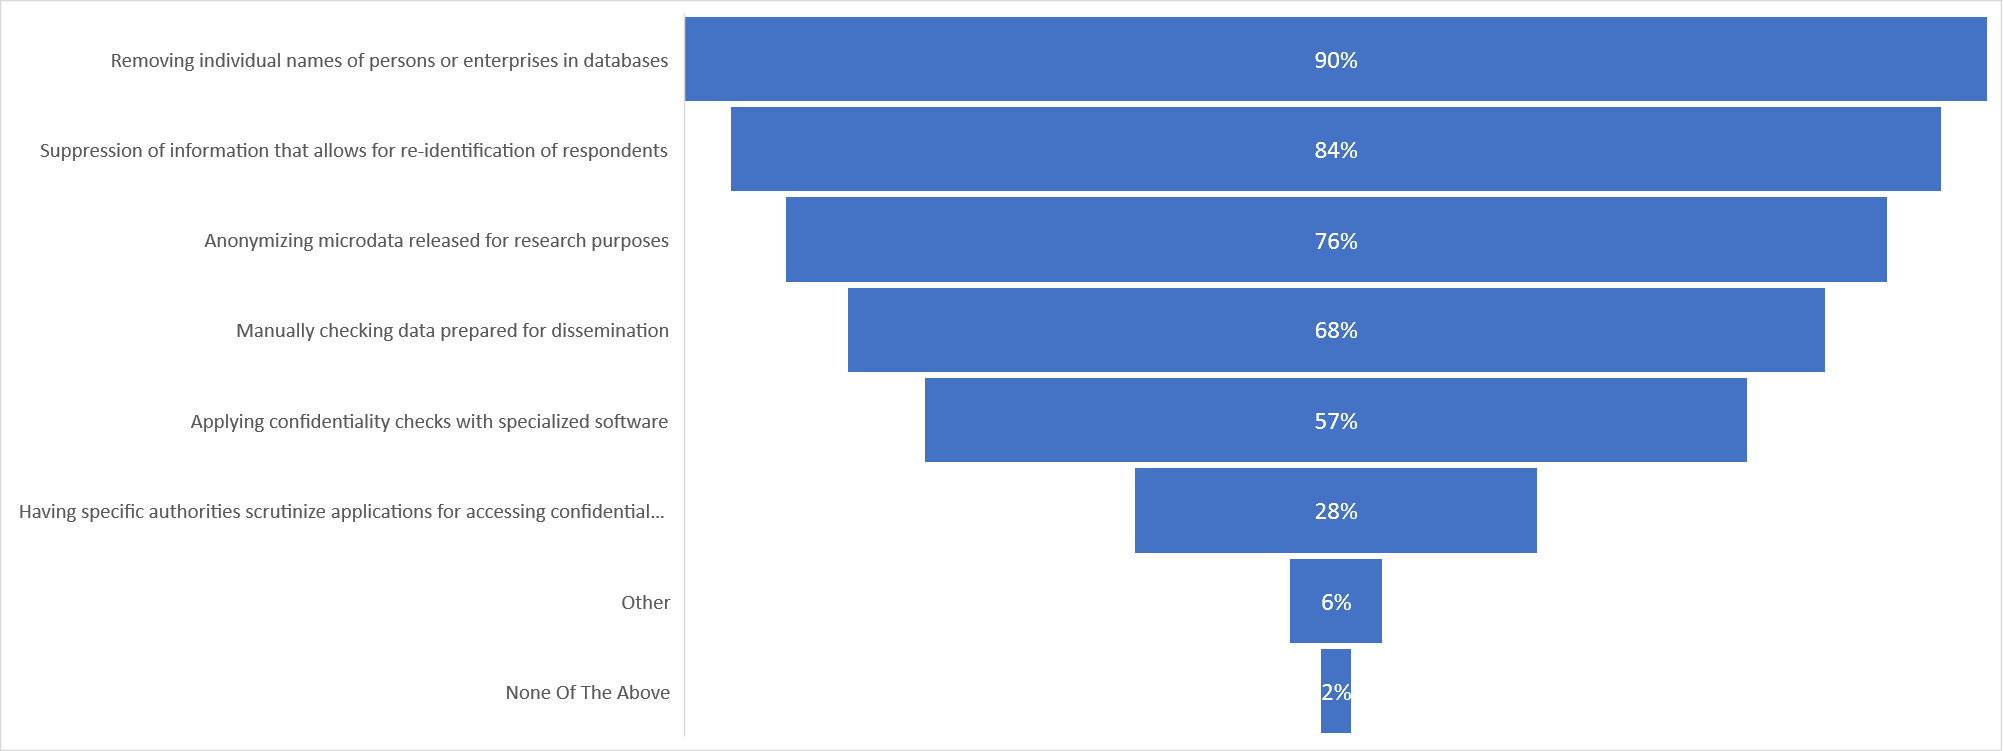 Removing individual names of persons or enterprises in databases 90%
Suppression of information that allows for re-identification of respondents 84%
Anonymizing microdata released for research purposes 76%
Manually checking data prepared for dissemination 68%
Applying confidentiality checks with specialized software 57%
Having specific authorities scrutinize applications for accessing confidential... 28%
Other 6%
None Of The Above 2%